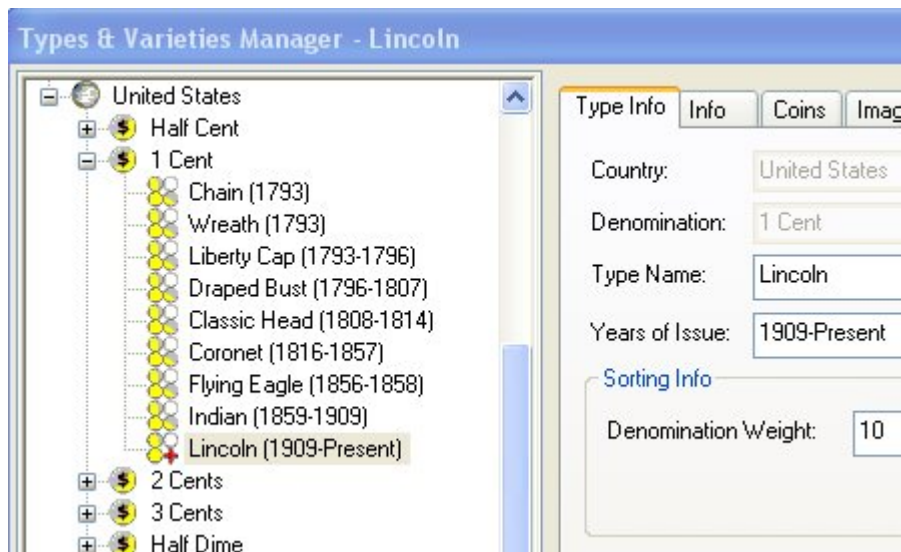 Types & Varieties Manager - Lincoln
United States
Half Cent
1 Cent
Chain (1793)
Wreath (1793)
Liberty Cap (1793-1796)
Draped Bust (1796-1807)
Classic Head (1808-1814)
Coronet (1816-1857)
Flying Eagle (1856-1858)
Indian (1859-1909)
Lincoln (1909-Present)
2 Cents
3 Cents
Half Dime
Type Info Info Coins Imag
Country: United States
Denomination: 1 Cent
Type Name: Lincoln
Years of Issue: 1909-Present
Sorting Info
Denomination Weight: 10